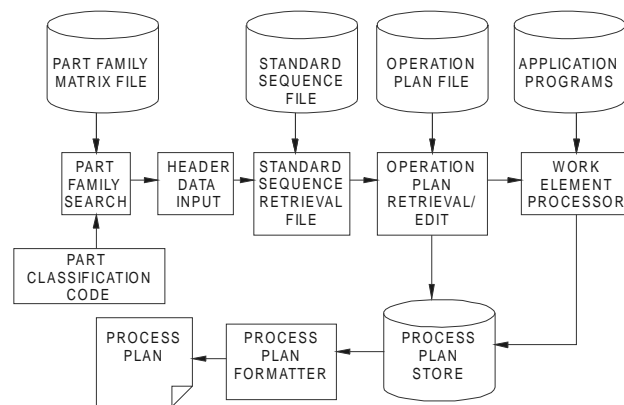 PART FAMILY
MATRIX FILE
STANDARD
SEQUENCE
FILE
OPERATION
PLAN FILE
APPLICATION
PROGRAMS
PART
FAMILY
SEARCH
HEADER
DATA
INPUT
STANDARD
SEQUENCE
RETRIEVAL
FILE
OPERATION
PLAN
RETRIEVAL/
EDIT
WORK
ELEMENT
PROCESSOR
PART
CLASSIFICATION
CODE
PROCESS
PLAN
PROCESS
PLAN
FORMATTER
PROCESS
PLAN
STORE